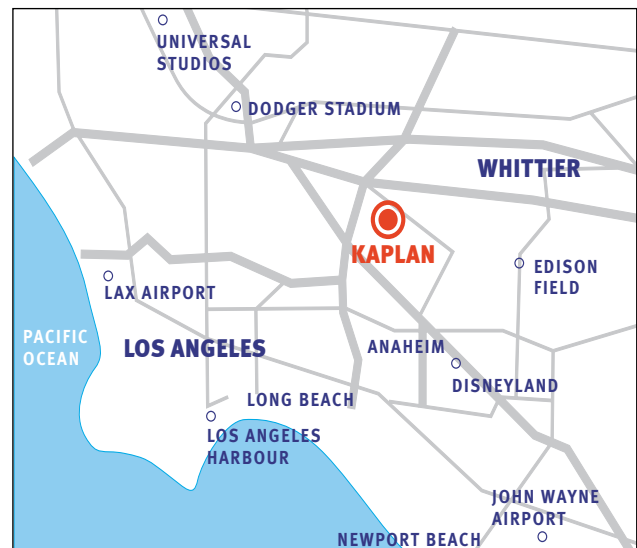 UNIVERSAL
STUDIOS
DODGER STADIUM
WHITTIER
KAPLAN
EDISON
FIELD
LAX AIRPORT
PACIFIC
OCEAN
LOS ANGELES
ANAHEIM
DISNEYLAND
LONG BEACH
LOS ANGELES
HARBOUR
JOHN WAYNE
AIRPORT
NEWPORT BEACH